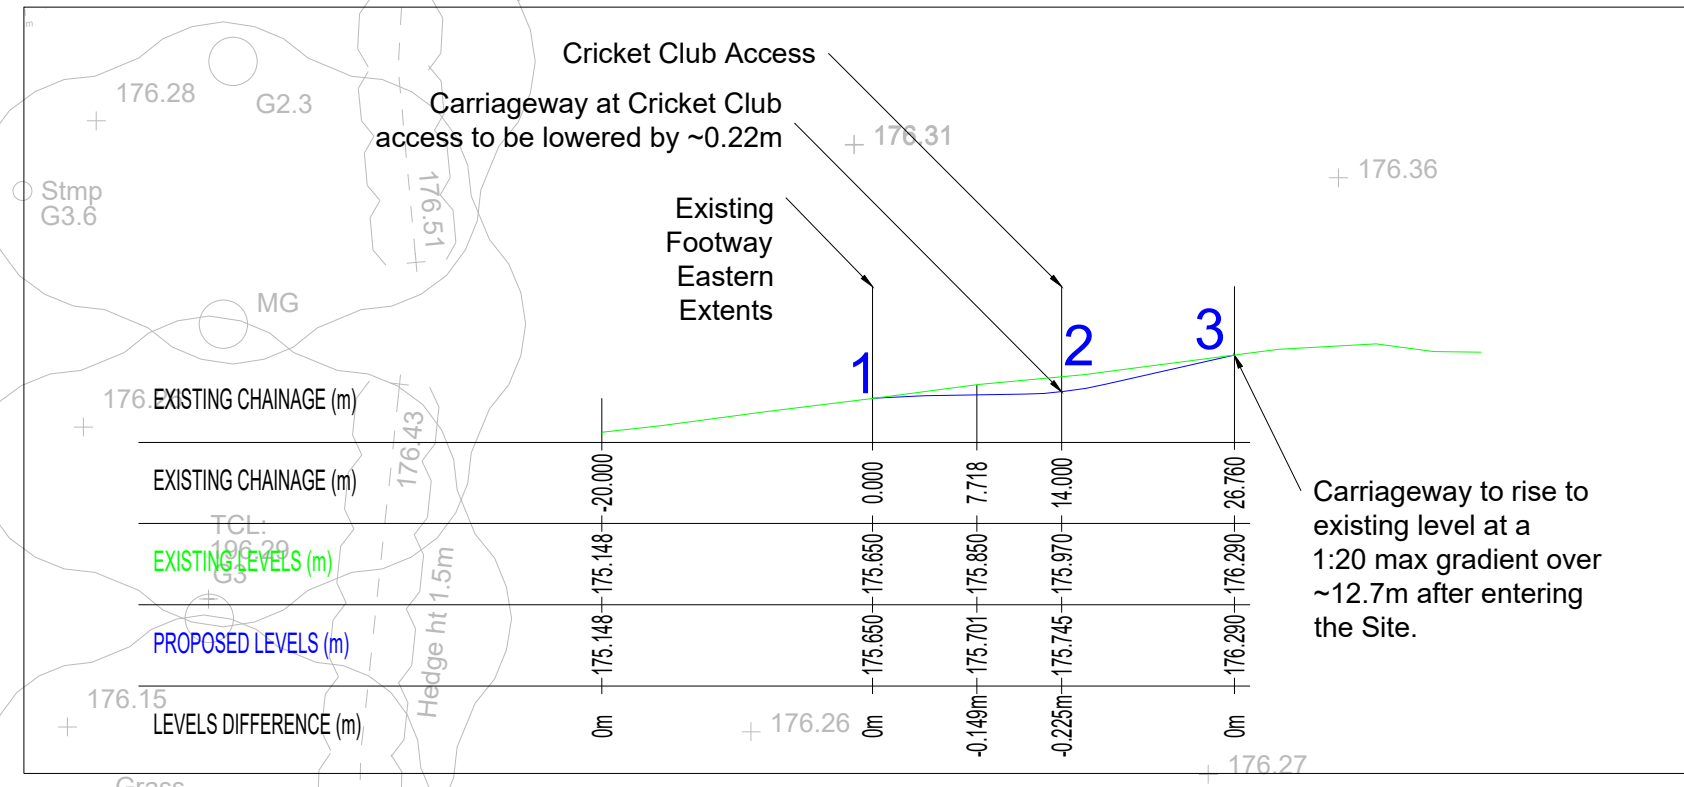 m
Cricket Club Access
176.28
G2.3
Carriageway at Cricket Club
access to be lowered by ~0.22m
176.31
176.36
Stmp
G3.6
176.51
Existing
Footway
Eastern
Extents
MG
1
2
3
176.
EXISTING CHAINAGE (m)
176.43
EXISTING CHAINAGE (m)
-20.000
0.000
7.718
14.000
26.760
Carriageway to rise to
existing level at a
1:20 max gradient over
~12.7m after entering
the Site.
TCL:
196.29
G3
EXISTING LEVELS (m)
175.148
175.650
175.850
175.970
176.290
Hedge ht 1.5m
PROPOSED LEVELS (m)
175.148
175.650
175.701
175.745
176.290
176.15
LEVELS DIFFERENCE (m)
0m
0m
-0.149m
-0.225m
0m
176.26
176.27
Grass